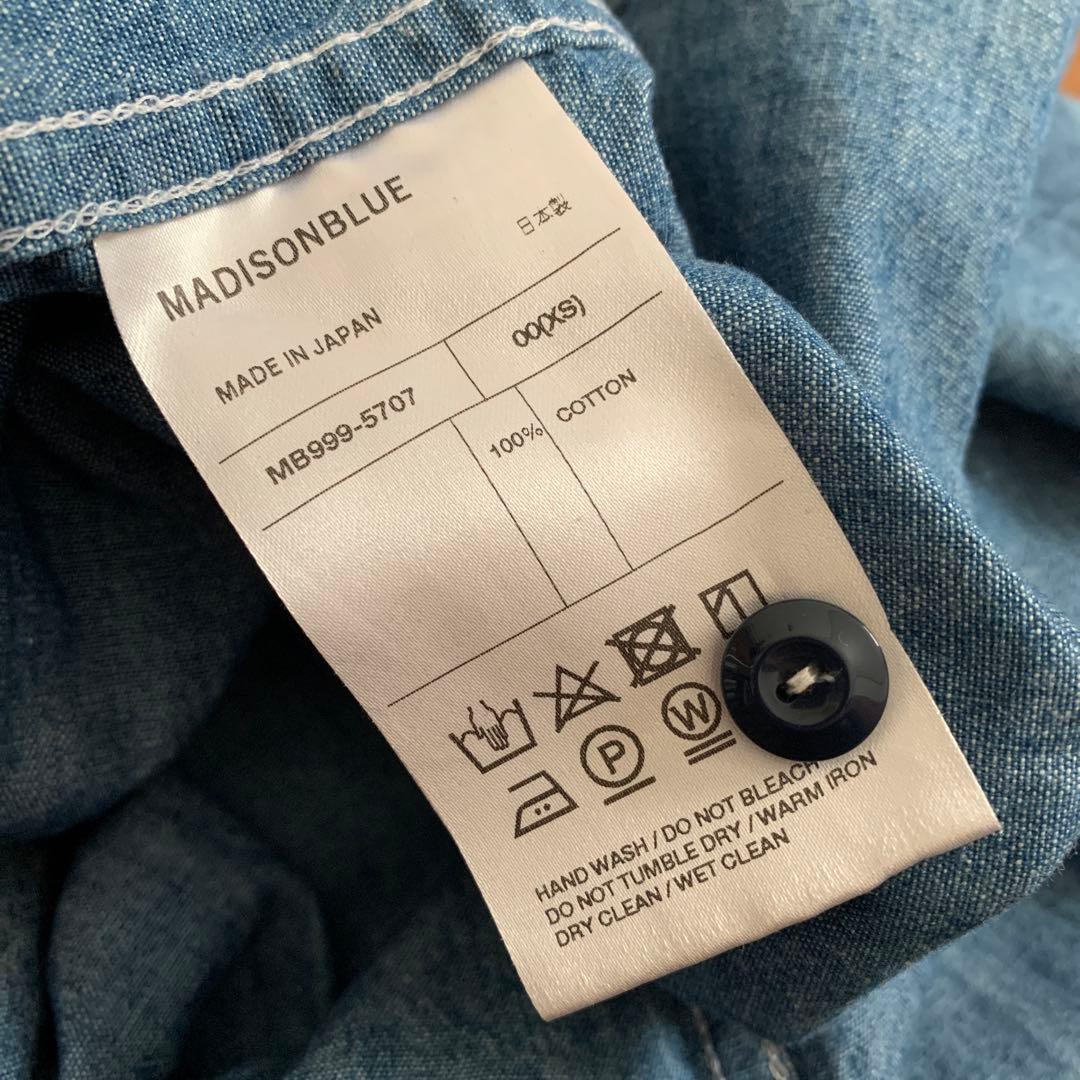 MADISONBLUE
MADE IN JAPAN 日本製
MB999-5707 00(XS)
100% COTTON
P W
HAND WASH / DO NOT BLEACH
DO NOT TUMBLE DRY / WARM IRON
DRY CLEAN / WET CLEAN